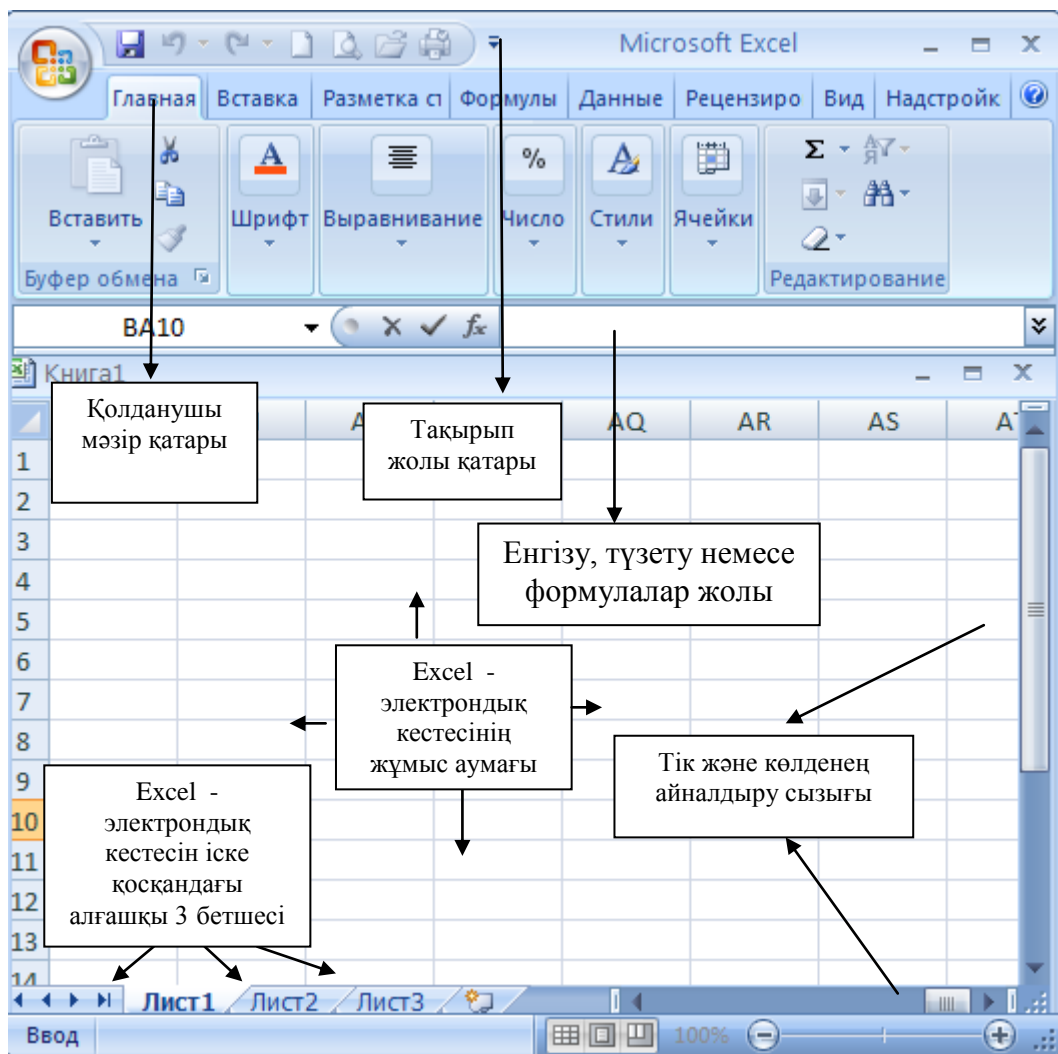 Microsoft Excel
Главная Вставка Разметка ст Формулы Данные Рецензиро Вид Надстройк
Вставить Шрифт Выравнивание Число Стили Ячейки
Буфер обмена Редактирование
BA10 fx
Книга1
AQ AR AS
Қолданушы
мәзір қатары
Тақырып
жолы қатары
1
2
3
4
5
6
7
8
9
10
11
12
13
14
Енгізу, түзету немесе
формулалар жолы
Excel -
электрондық
кестесінің
жұмыс аумағы
Тік және көлденең
айналдыру сызығы
Excel -
электрондық
кестесін іске
қосқандағы
алғашқы 3 бетшесі
Лист1 Лист2 Лист3
Ввод 100%